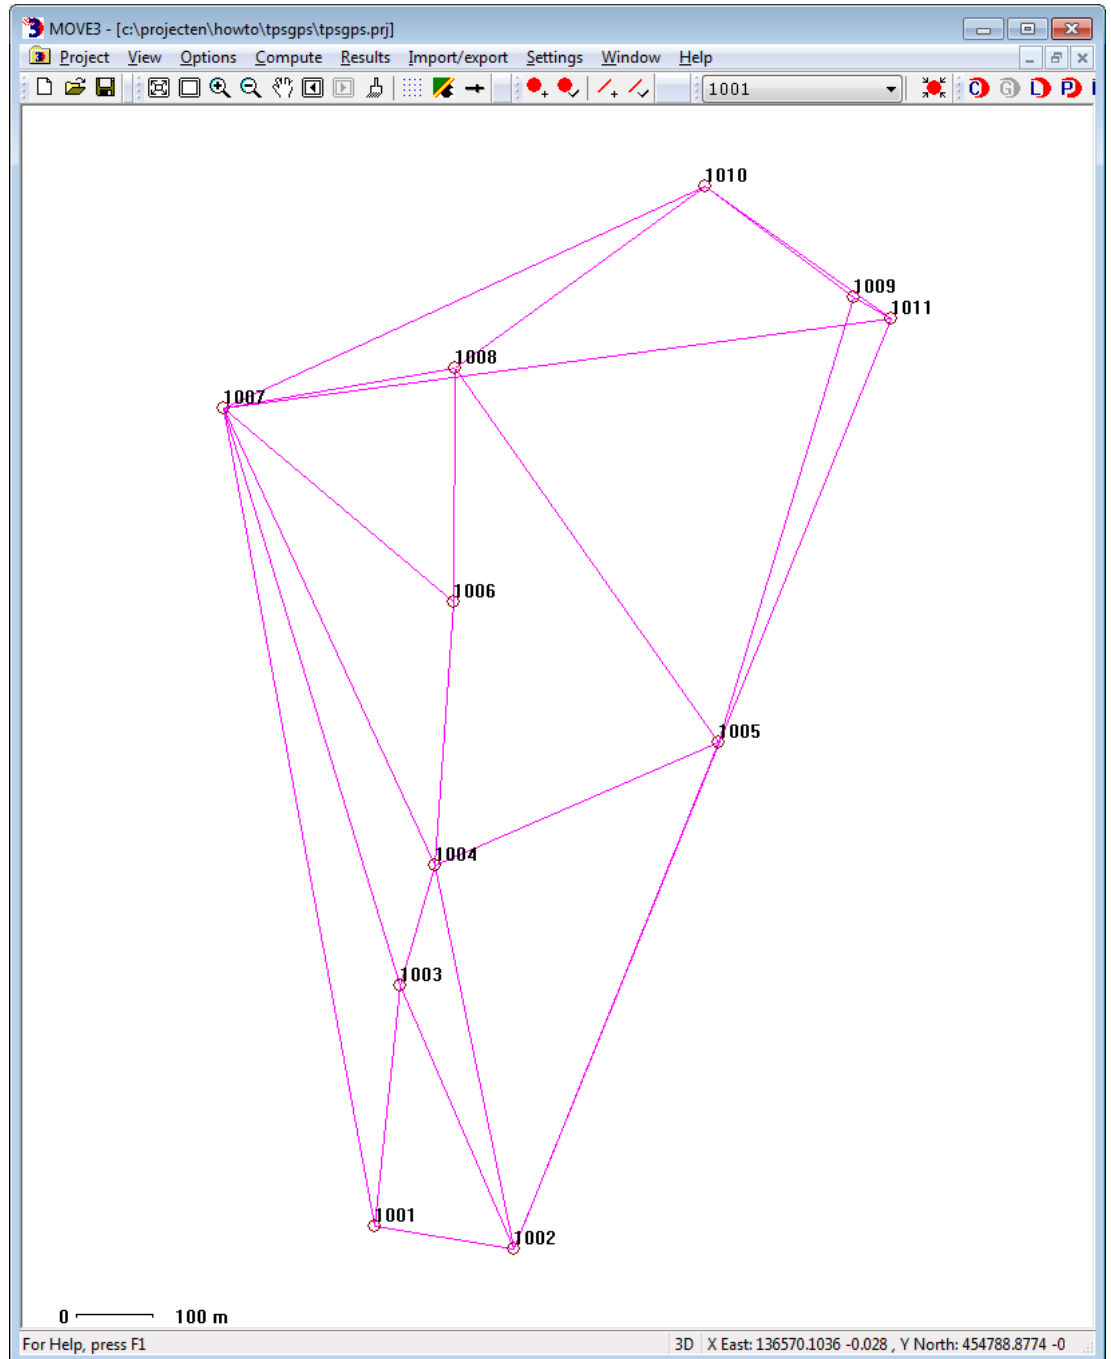 MOVE3 - [c:\projecten\howto\tpsgps\tpsgps.prj]
Project View Options Compute Results Import/export Settings Window Help
1001
C G L P
1010
1009
1011
1008
1007
1006
1005
1004
1003
1001
1002
0 100 m
For Help, press F1 3D X East: 136570.1036 -0.028 , Y North: 454788.8774 -0